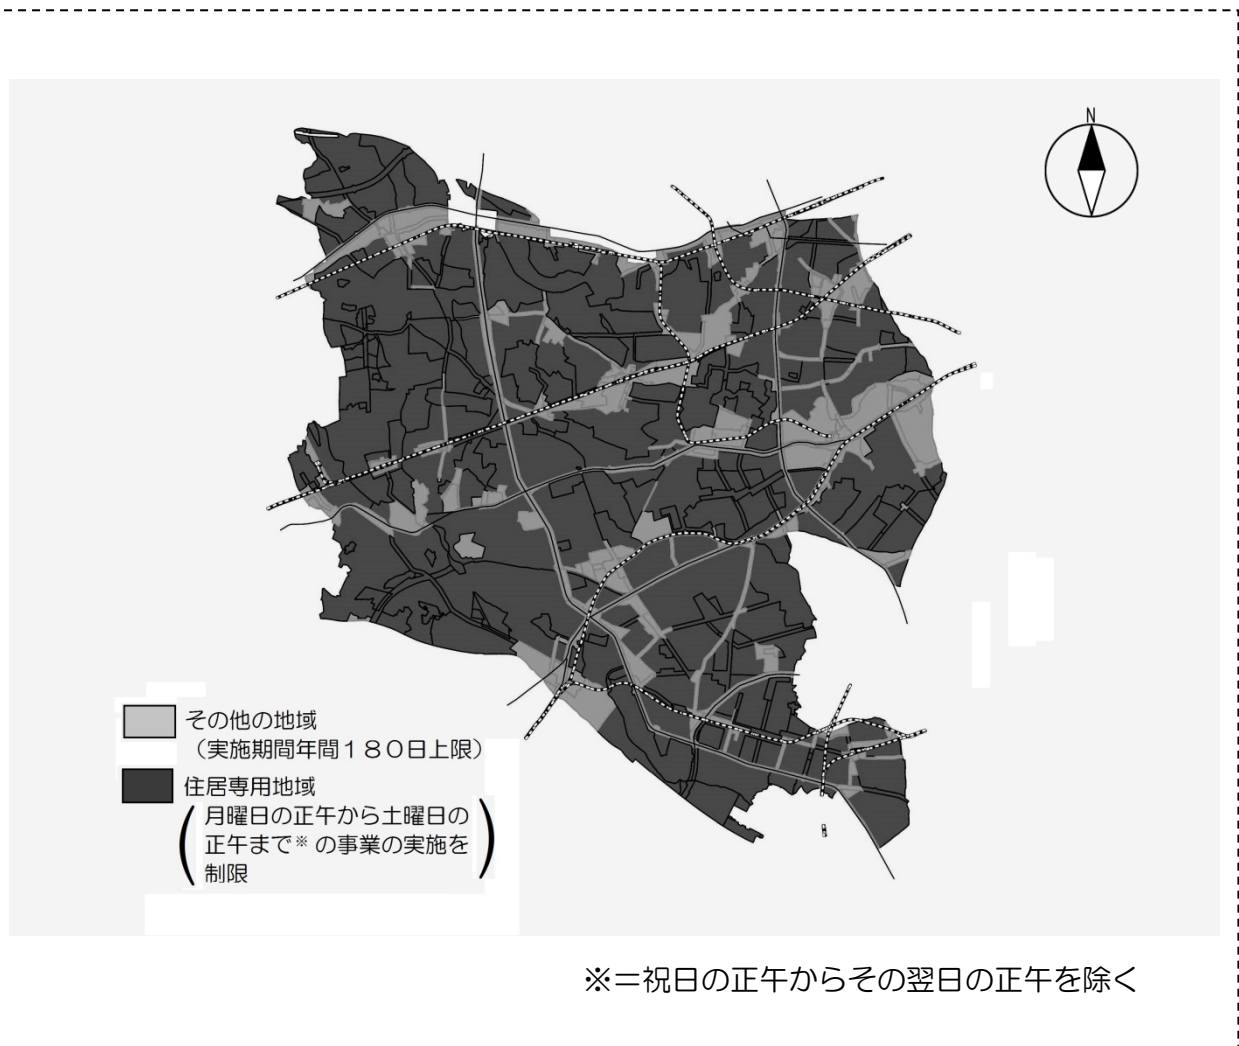 N
その他の地域
（実施期間年間１８０日上限）
住居専用地域
月曜日の正午から土曜日の
正午まで※の事業の実施を
制限
※＝祝日の正午からその翌日の正午を除く